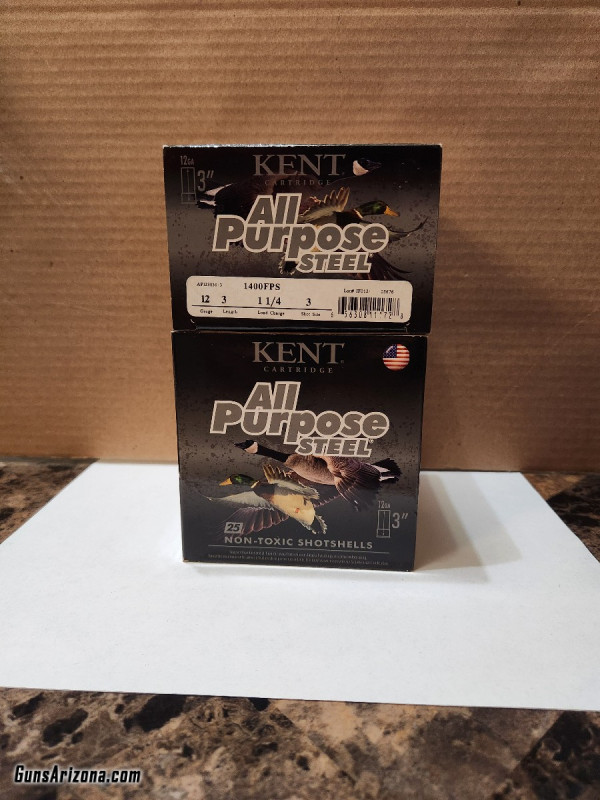 12GA
3"
KENT
CARTRIDGE
All
Purpose
STEEL
1400FPS
12 3 1 1/4 3
Gauge Length Load Charge Shot Size
KENT
CARTRIDGE
All
Purpose
STEEL
12GA
3"
25
NON-TOXIC SHOTSHELLS
GunsArizona.com